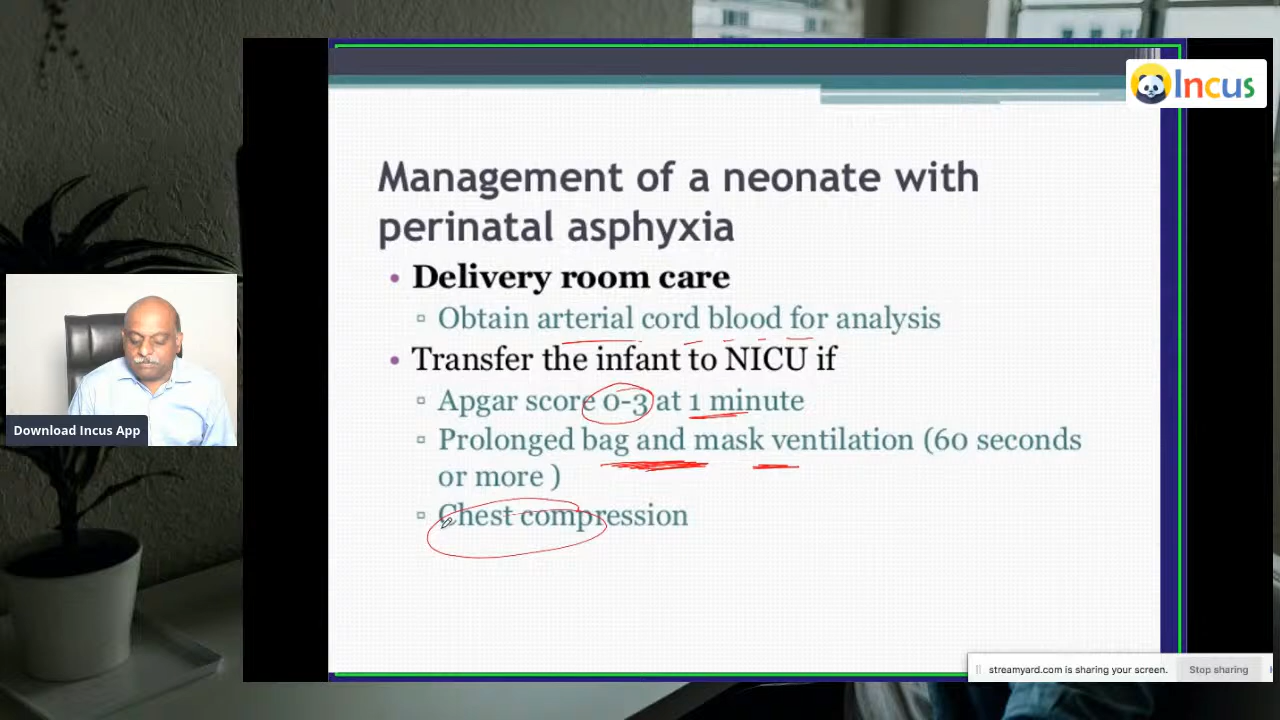 Incus
Management of a neonate with
perinatal asphyxia
• Delivery room care
▫ Obtain arterial cord blood for analysis
• Transfer the infant to NICU if
▫ Apgar score 0-3 at 1 minute
▫ Prolonged bag and mask ventilation (60 seconds
or more )
▫ Chest compression
Download Incus App
streamyard.com is sharing your screen.
Stop sharing